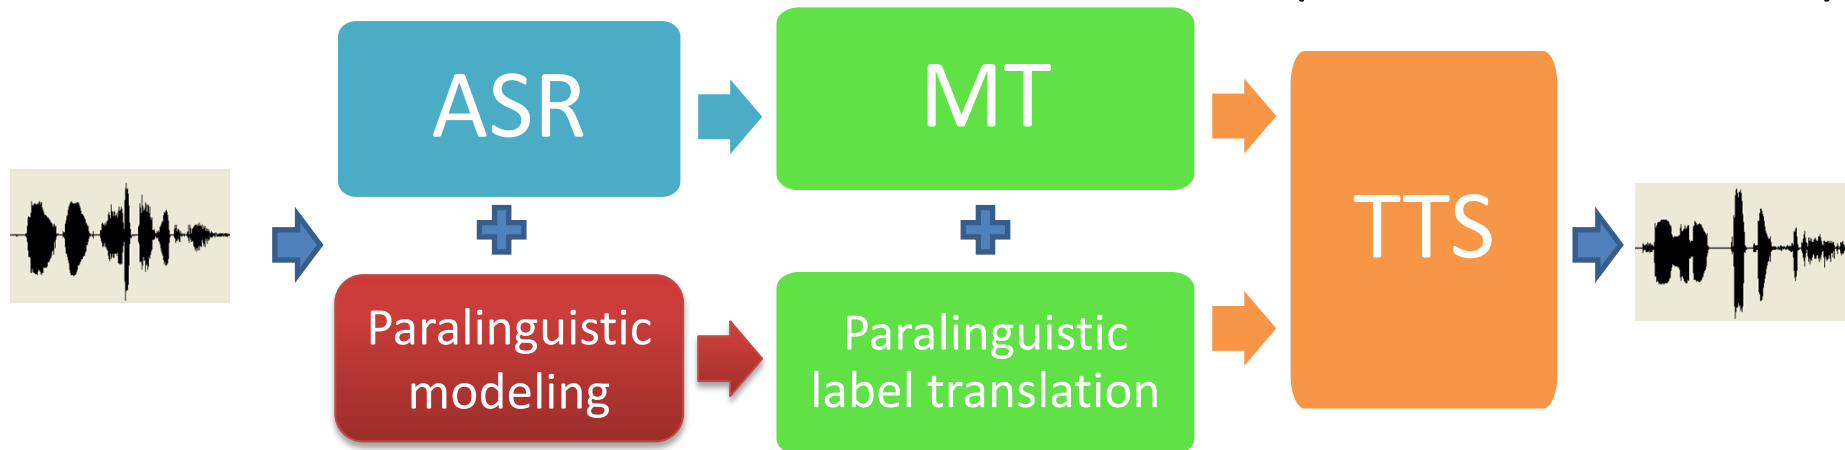 ASR
MT
TTS
Paralinguistic
modeling
Paralinguistic
label translation